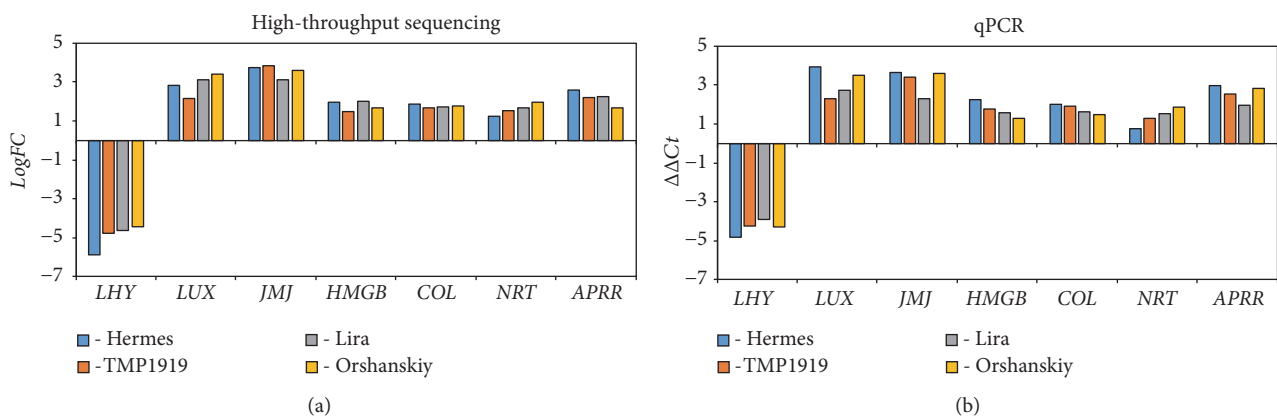 High-throughput sequencing
5
3
1
−1
−3
−5
−7
LogFC
LHY LUX JMJ HMGB COL NRT APRR
- Hermes
- Lira
-TMP1919
- Orshanskiy
(a)
qPCR
5
3
1
−1
−3
−5
−7
ΔΔCt
LHY LUX JMJ HMGB COL NRT APRR
- Hermes
- Lira
-TMP1919
- Orshanskiy
(b)